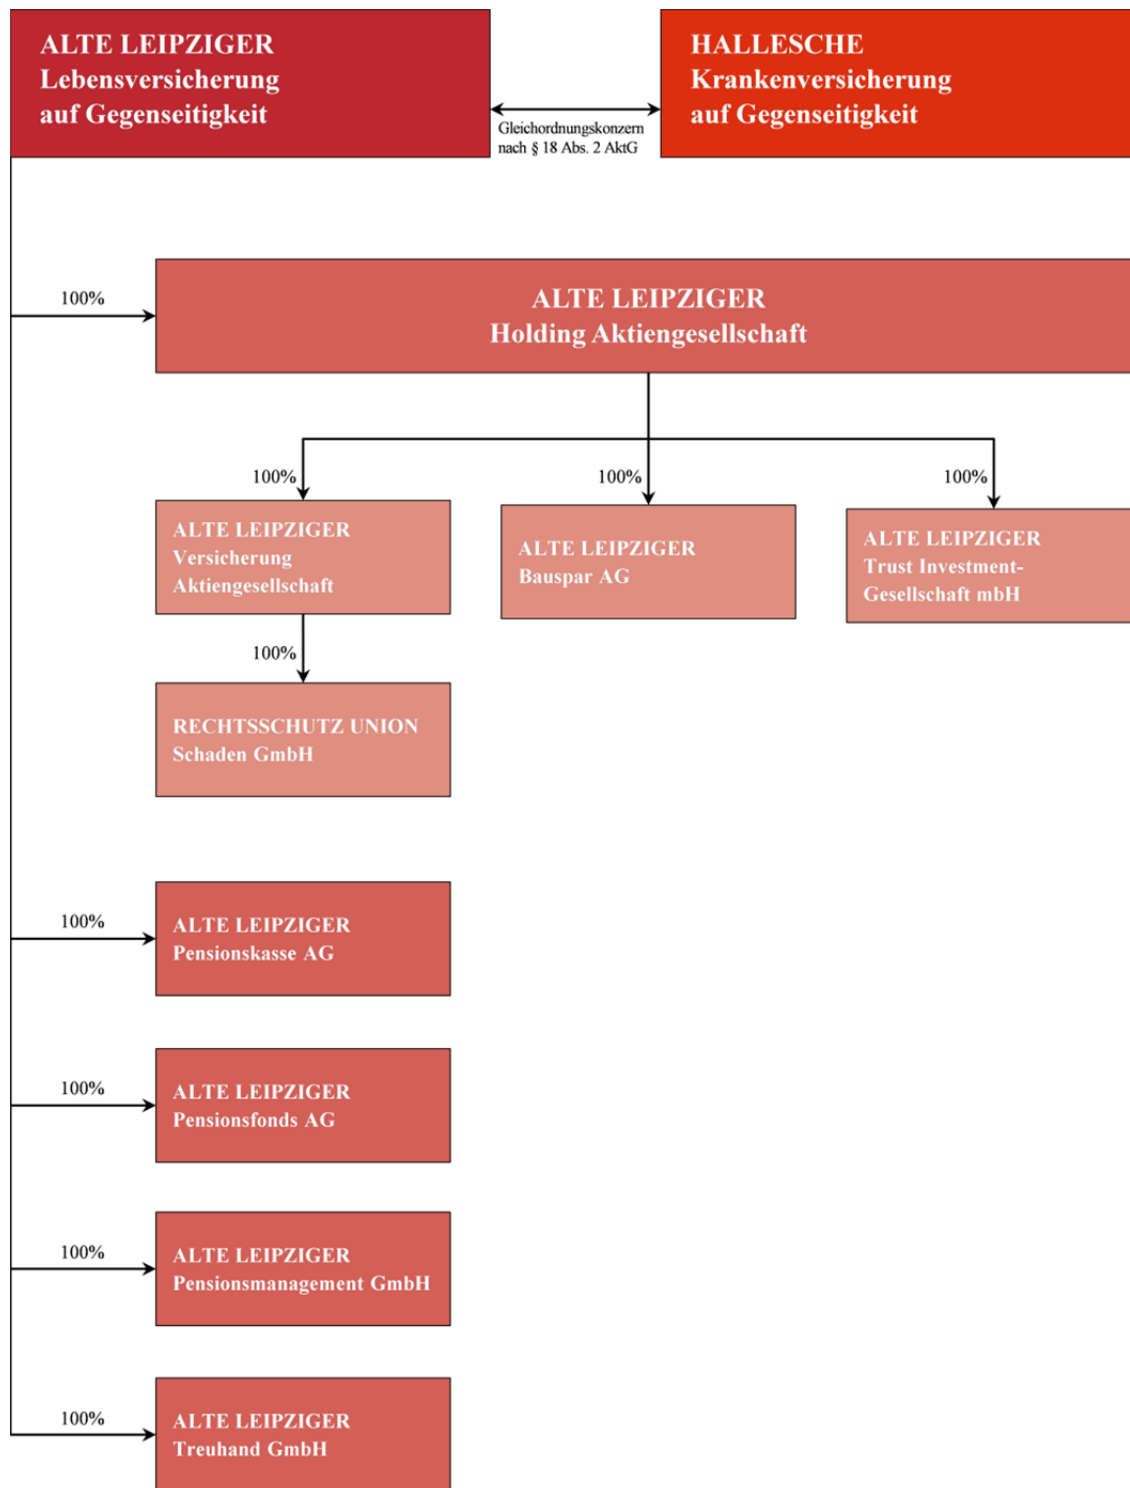 ALTE LEIPZIGER
Lebensversicherung
auf Gegenseitigkeit
Gleichordnungskonzern
nach § 18 Abs. 2 AktG
HALLESCHE
Krankenversicherung
auf Gegenseitigkeit
100%
ALTE LEIPZIGER
Holding Aktiengesellschaft
100%
100%
100%
ALTE LEIPZIGER
Versicherung
Aktiengesellschaft
ALTE LEIPZIGER
Bauspar AG
ALTE LEIPZIGER
Trust Investment-
Gesellschaft mbH
100%
RECHTSSCHUTZ UNION
Schaden GmbH
100%
ALTE LEIPZIGER
Pensionskasse AG
100%
ALTE LEIPZIGER
Pensionsfonds AG
100%
ALTE LEIPZIGER
Pensionsmanagement GmbH
100%
ALTE LEIPZIGER
Treuhand GmbH